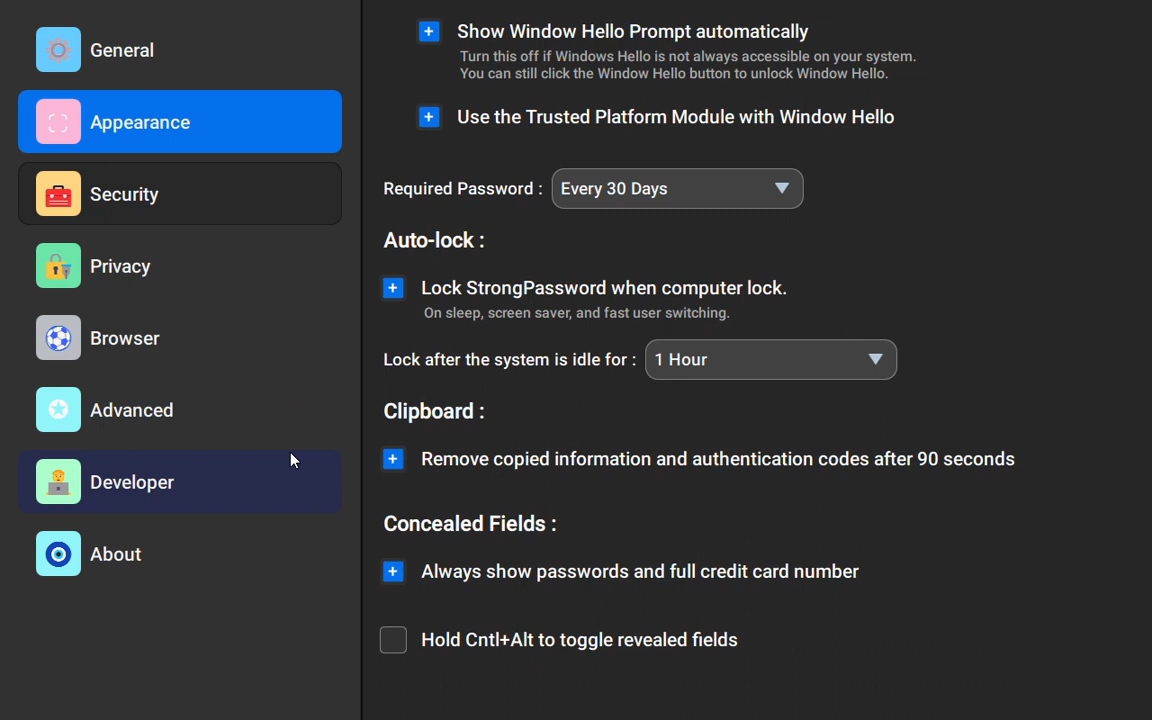 General
Appearance
Security
Privacy
Browser
Advanced
Developer
About
Show Window Hello Prompt automatically
Turn this off if Windows Hello is not always accessible on your system.
You can still click the Window Hello button to unlock Window Hello.
Use the Trusted Platform Module with Window Hello
Required Password : Every 30 Days
Auto-lock :
Lock StrongPassword when computer lock.
On sleep, screen saver, and fast user switching.
Lock after the system is idle for : 1 Hour
Clipboard :
Remove copied information and authentication codes after 90 seconds
Concealed Fields :
Always show passwords and full credit card number
Hold Cntl+Alt to toggle revealed fields